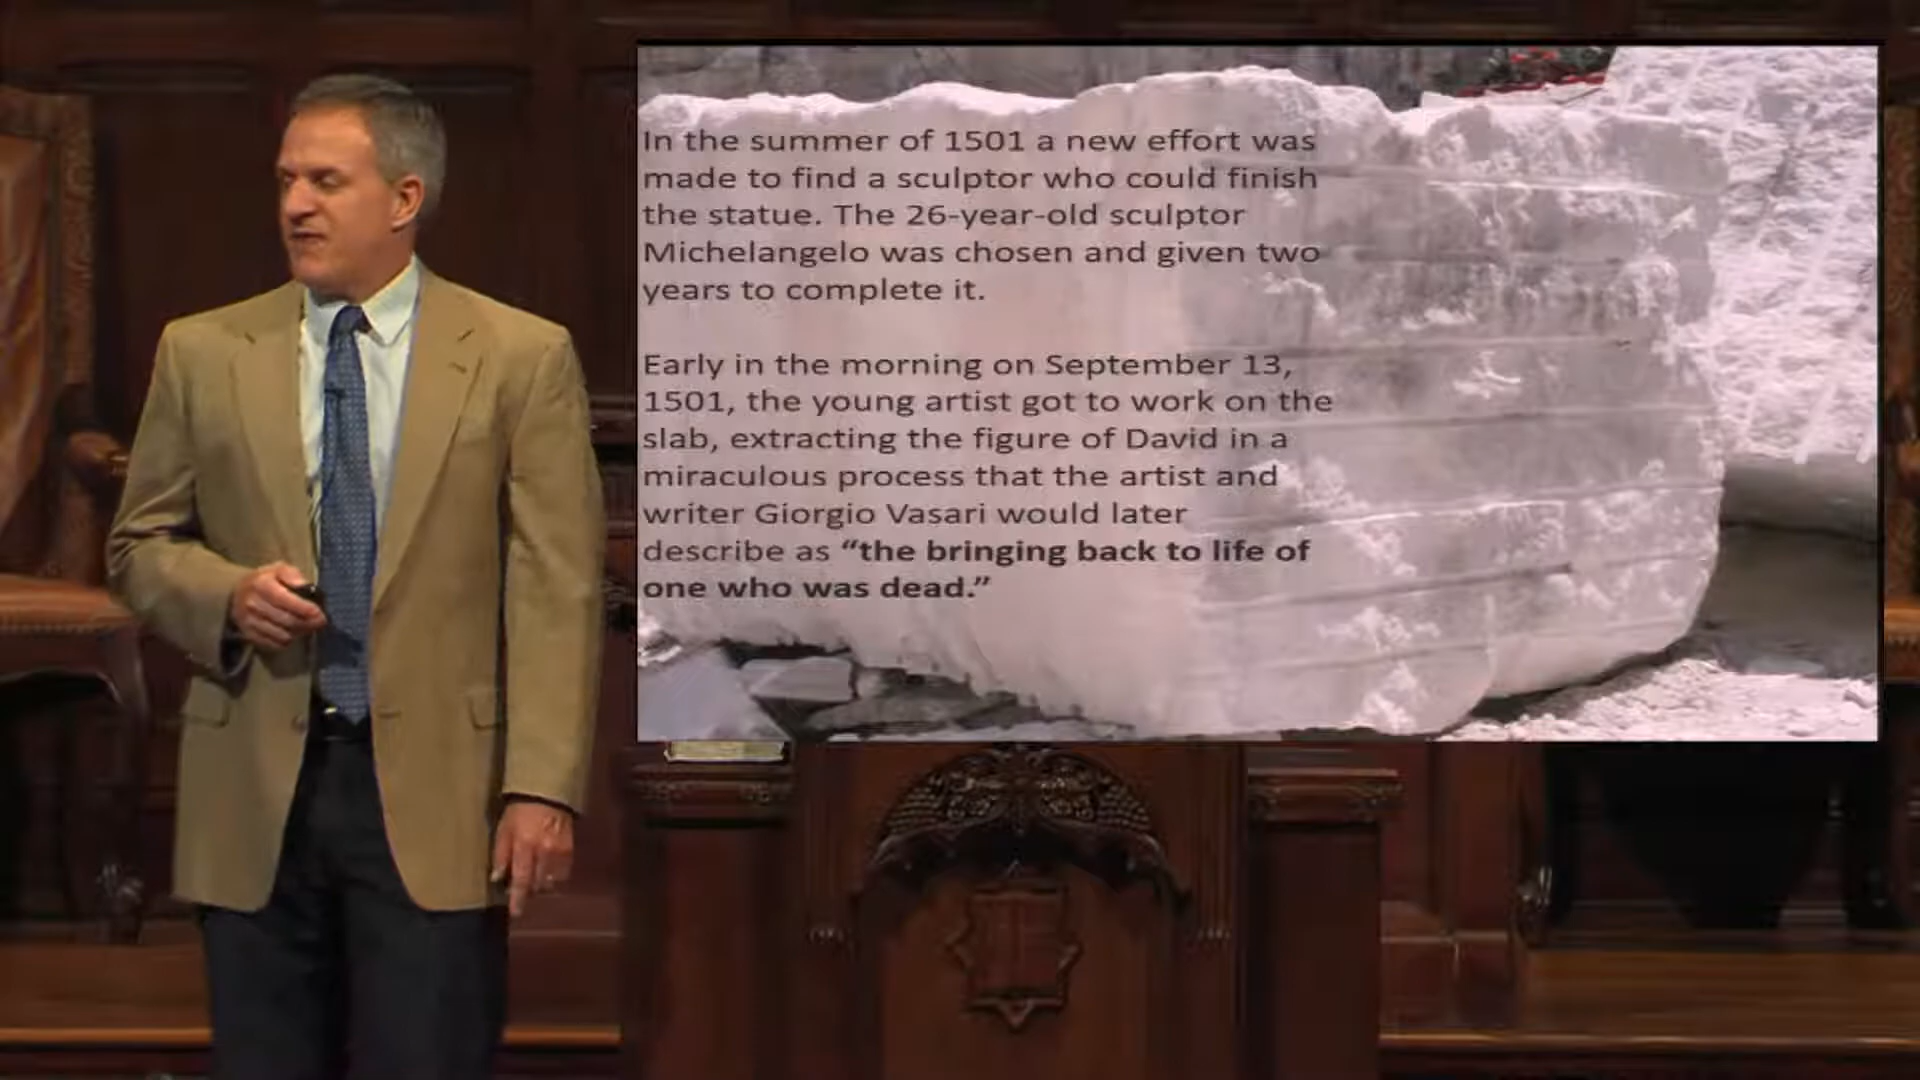 In the summer of 1501 a new effort was
made to find a sculptor who could finish
the statue. The 26-year-old sculptor
Michelangelo was chosen and given two
years to complete it.
Early in the morning on September 13,
1501, the young artist got to work on the
slab, extracting the figure of David in a
miraculous process that the artist and
writer Giorgio Vasari would later
describe as “the bringing back to life of
one who was dead.”